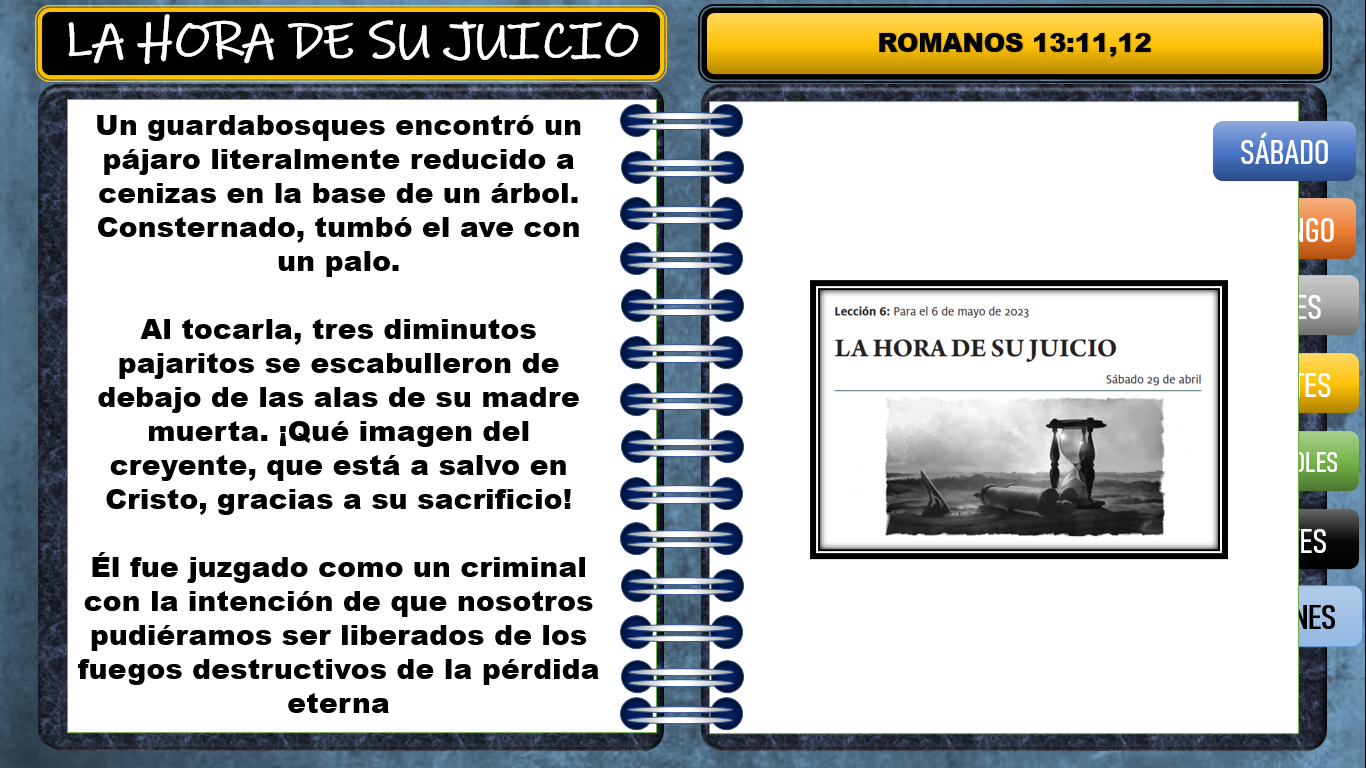 LA HORA DE SU JUICIO
ROMANOS 13:11,12
Un guardabosques encontró un
pájaro literalmente reducido a
cenizas en la base de un árbol.
Consternado, tumbó el ave con
un palo.
Al tocarla, tres diminutos
pajaritos se escabulleron de
debajo de las alas de su madre
muerta. ¡Qué imagen del
creyente, que está a salvo en
Cristo, gracias a su sacrificio!
Él fue juzgado como un criminal
con la intención de que nosotros
pudiéramos ser liberados de los
fuegos destructivos de la pérdida
eterna
Lección 6: Para el 6 de mayo de 2023
LA HORA DE SU JUICIO
Sábado 29 de abril
SÁBADO
NGO
ES
TES
OLES
ES
NES